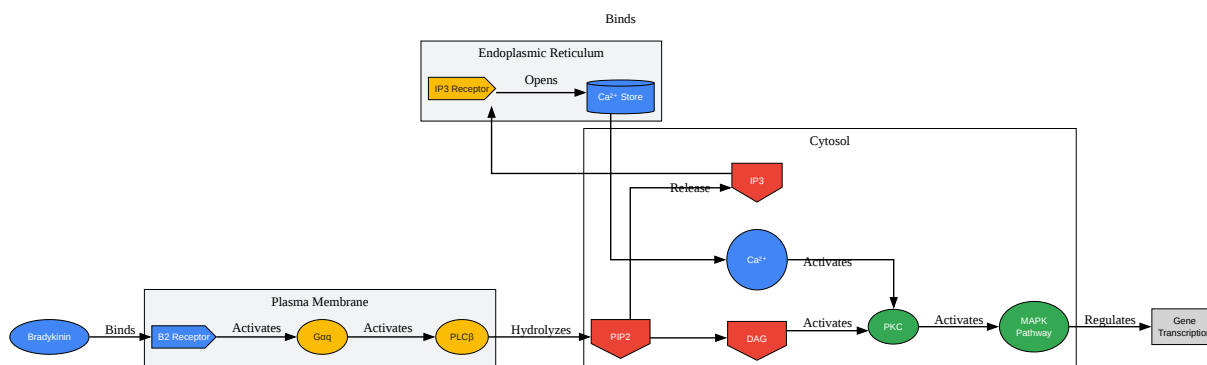 Binds
Endoplasmic Reticulum
IP3 Receptor
Opens
Ca²⁺ Store
Cytosol
IP3
Release
Ca²⁺
Activates
Plasma Membrane
Bradykinin
Binds
B2 Receptor
Activates
Gαq
Activates
PLCβ
Hydrolyzes
PIP2
DAG
Activates
PKC
Activates
MAPK
Pathway
Regulates
Gene
Transcription